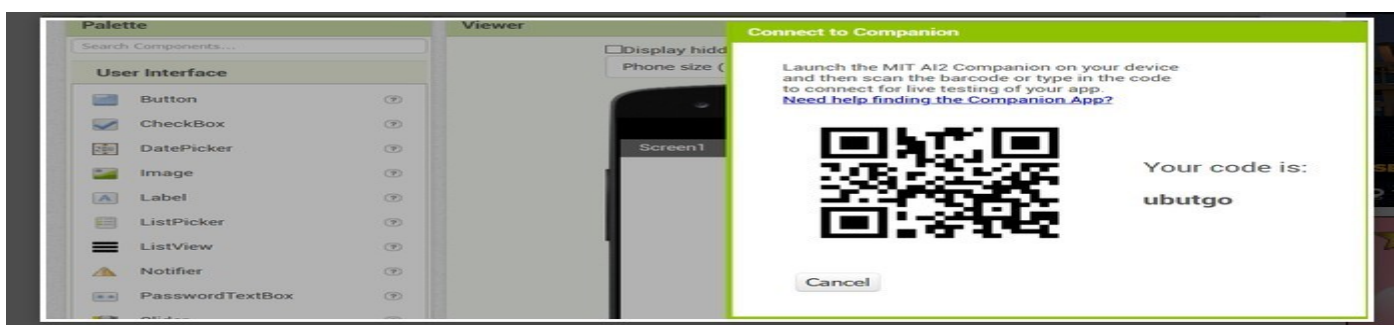 Palette
Search Components...
User Interface
Button
CheckBox
DatePicker
Image
Label
ListPicker
ListView
Notifier
PasswordTextBox
Slider
Viewer
Display hidd
Phone size (
Screen1
Connect to Companion
Launch the MIT AI2 Companion on your device
and then scan the barcode or type in the code
to connect for live testing of your app.
Need help finding the Companion App?
Your code is:
ubutgo
Cancel